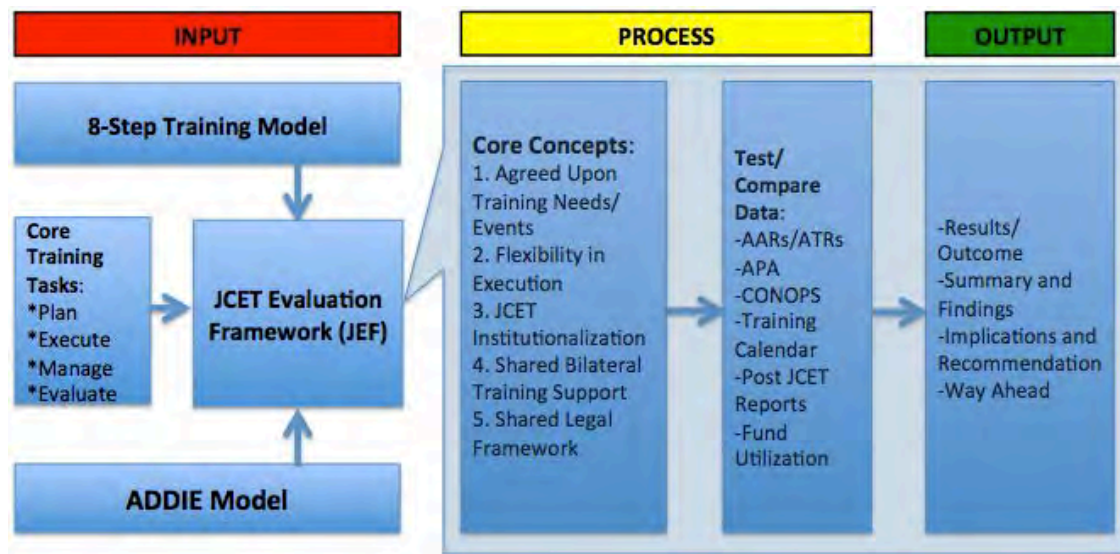 INPUT
PROCESS
OUTPUT
8-Step Training Model
Core
Training
Tasks:
*Plan
*Execute
*Manage
*Evaluate
JCET Evaluation
Framework (JEF)
ADDIE Model
Core Concepts:
1. Agreed Upon
Training Needs/
Events
2. Flexibility in
Execution
3. JCET
Institutionalization
4. Shared Bilateral
Training Support
5. Shared Legal
Framework
Test/
Compare
Data:
-AARs/ATRs
-APA
-CONOPS
-Training
Calendar
-Post JCET
Reports
-Fund
Utilization
-Results/
Outcome
-Summary and
Findings
-Implications and
Recommendation
-Way Ahead